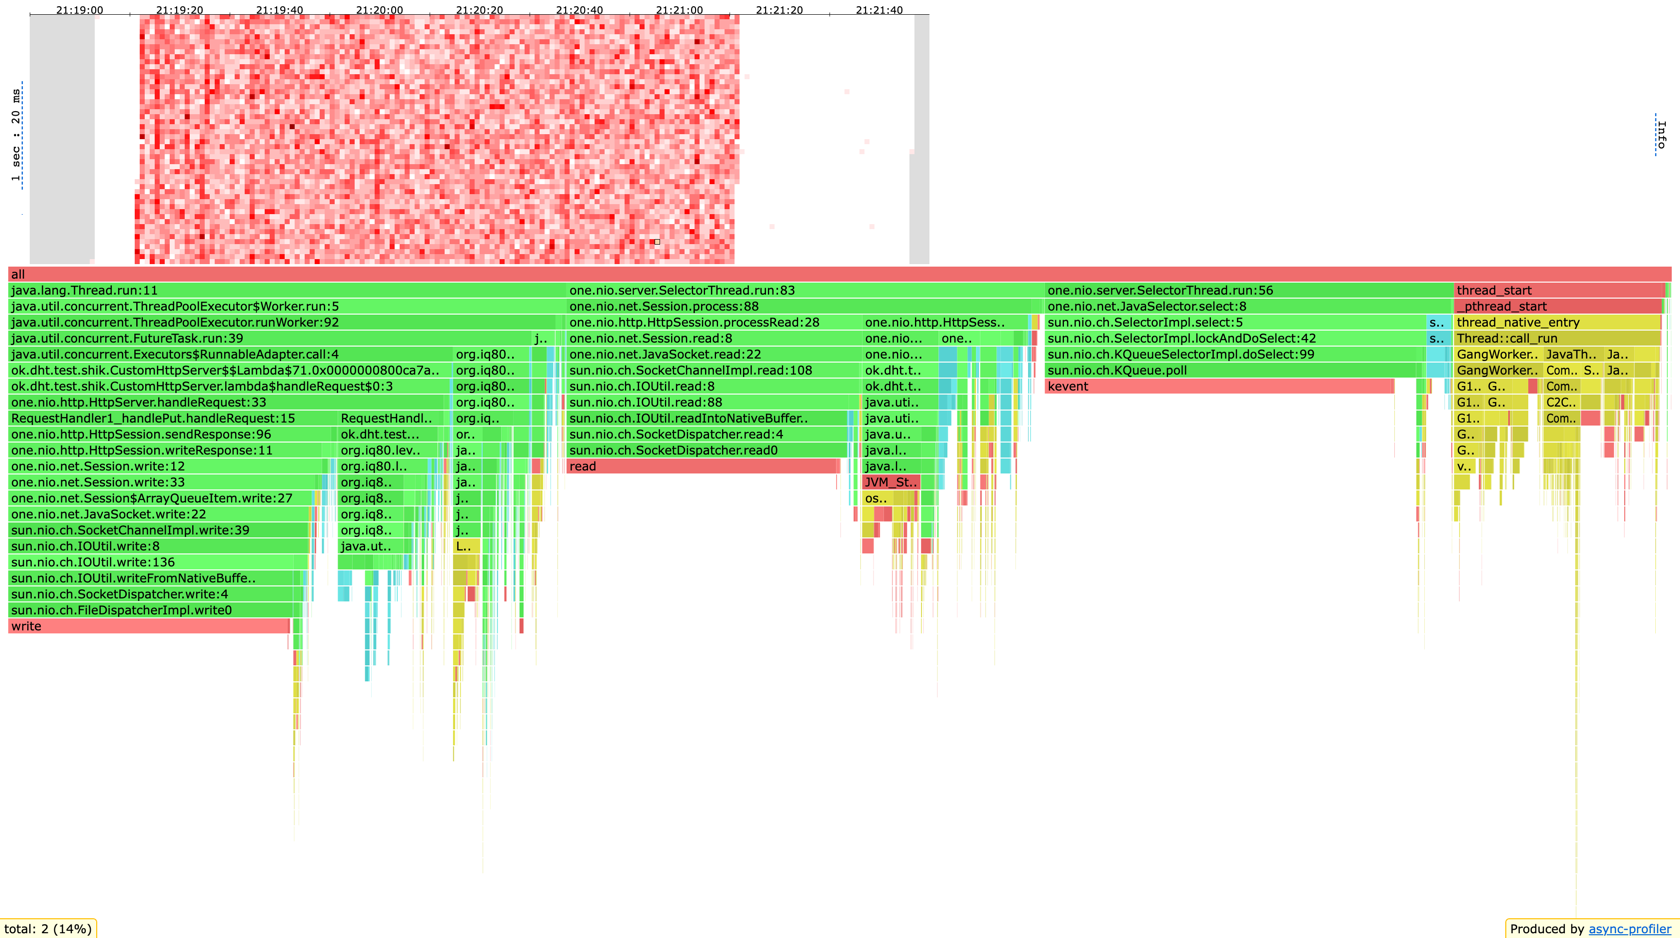 21:19:00 21:19:20 21:19:40 21:20:00 21:20:20 21:20:40 21:21:00 21:21:20 21:21:40
1 sec : 20 ms
Info
all
java.lang.Thread.run:11 one.nio.server.SelectorThread.run:83 one.nio.server.SelectorThread.run:56 thread_start
java.util.concurrent.ThreadPoolExecutor$Worker.run:5 one.nio.net.Session.process:88 one.nio.net.JavaSelector.select:8 _pthread_start
java.util.concurrent.ThreadPoolExecutor.runWorker:92 one.nio.http.HttpSession.processRead:28 one.nio.http.HttpSess.. sun.nio.ch.SelectorImpl.select:5 s.. thread_native_entry
java.util.concurrent.FutureTask.run:39 j.. one.nio.net.Session.read:8 one.nio... one.. sun.nio.ch.SelectorImpl.lockAndDoSelect:42 s.. Thread::call_run
java.util.concurrent.Executors$RunnableAdapter.call:4 org.iq80.. one.nio.net.JavaSocket.read:22 one.nio... sun.nio.ch.KQueueSelectorImpl.doSelect:99 GangWorker.. JavaTh.. Ja..
ok.dht.test.shik.CustomHttpServer$$Lambda$71.0x0000000800ca7a.. org.iq80.. sun.nio.ch.SocketChannelImpl.read:108 ok.dht.t.. sun.nio.ch.KQueue.poll GangWorker.. Com.. S.. Ja..
ok.dht.test.shik.CustomHttpServer.lambda$handleRequest$0:3 org.iq80.. sun.nio.ch.IOUtil.read:8 ok.dht.t.. kevent G1.. G.. Com..
one.nio.http.HttpServer.handleRequest:33 org.iq80.. sun.nio.ch.IOUtil.read:88 java.uti.. G1.. G.. C2C..
RequestHandler1_handlePut.handleRequest:15 RequestHandl.. org.iq.. sun.nio.ch.IOUtil.readIntoNativeBuffer.. java.uti.. G1.. Com..
one.nio.http.HttpSession.sendResponse:96 ok.dht.test... or.. sun.nio.ch.SocketDispatcher.read:4 java.u.. G..
one.nio.http.HttpSession.writeResponse:11 org.iq80.lev.. ja.. sun.nio.ch.SocketDispatcher.read0 java.l.. G..
one.nio.net.Session.write:12 org.iq80.l.. ja.. read java.l.. v..
one.nio.net.Session.write:33 org.iq8.. ja.. JVM_St..
one.nio.net.Session$ArrayQueueItem.write:27 org.iq8.. j.. os..
one.nio.net.JavaSocket.write:22 org.iq8.. j..
sun.nio.ch.SocketChannelImpl.write:39 org.iq8.. j..
sun.nio.ch.IOUtil.write:8 java.ut.. L..
sun.nio.ch.IOUtil.write:136
sun.nio.ch.IOUtil.writeFromNativeBuffe..
sun.nio.ch.SocketDispatcher.write:4
sun.nio.ch.FileDispatcherImpl.write0
write
total: 2 (14%)
Produced by async-profiler